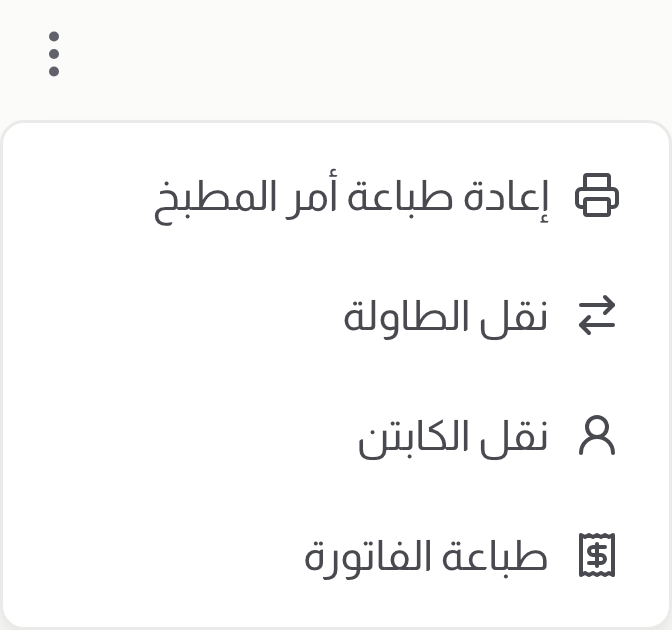 إعادة طباعة أمر المطبخ
نقل الطاولة
نقل الكابتن
طباعة الفاتورة